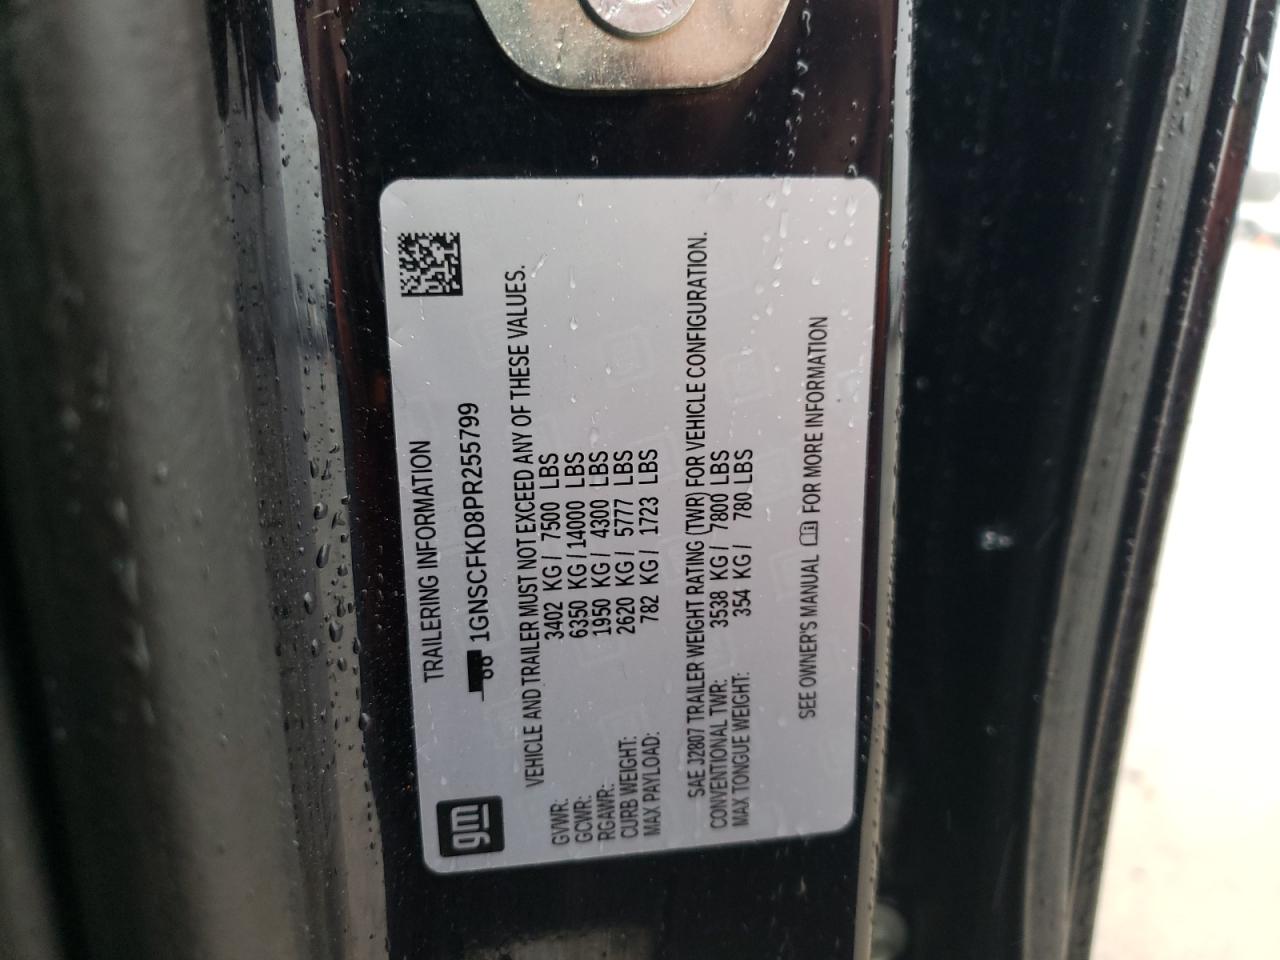 TRAILERING INFORMATION
gm 1GNSCFKD8PR255799
VEHICLE AND TRAILER MUST NOT EXCEED ANY OF THESE VALUES.
GVWR: 3402 KG / 7500 LBS
GCWR: 6350 KG / 14000 LBS
RGAWR: 1950 KG / 4300 LBS
CURB WEIGHT: 2620 KG / 5777 LBS
MAX PAYLOAD: 782 KG / 1723 LBS
SAE J2807 TRAILER WEIGHT RATING (TWR) FOR VEHICLE CONFIGURATION.
CONVENTIONAL TWR: 3538 KG / 7800 LBS
MAX TONGUE WEIGHT: 354 KG / 780 LBS
SEE OWNER'S MANUAL FOR MORE INFORMATION